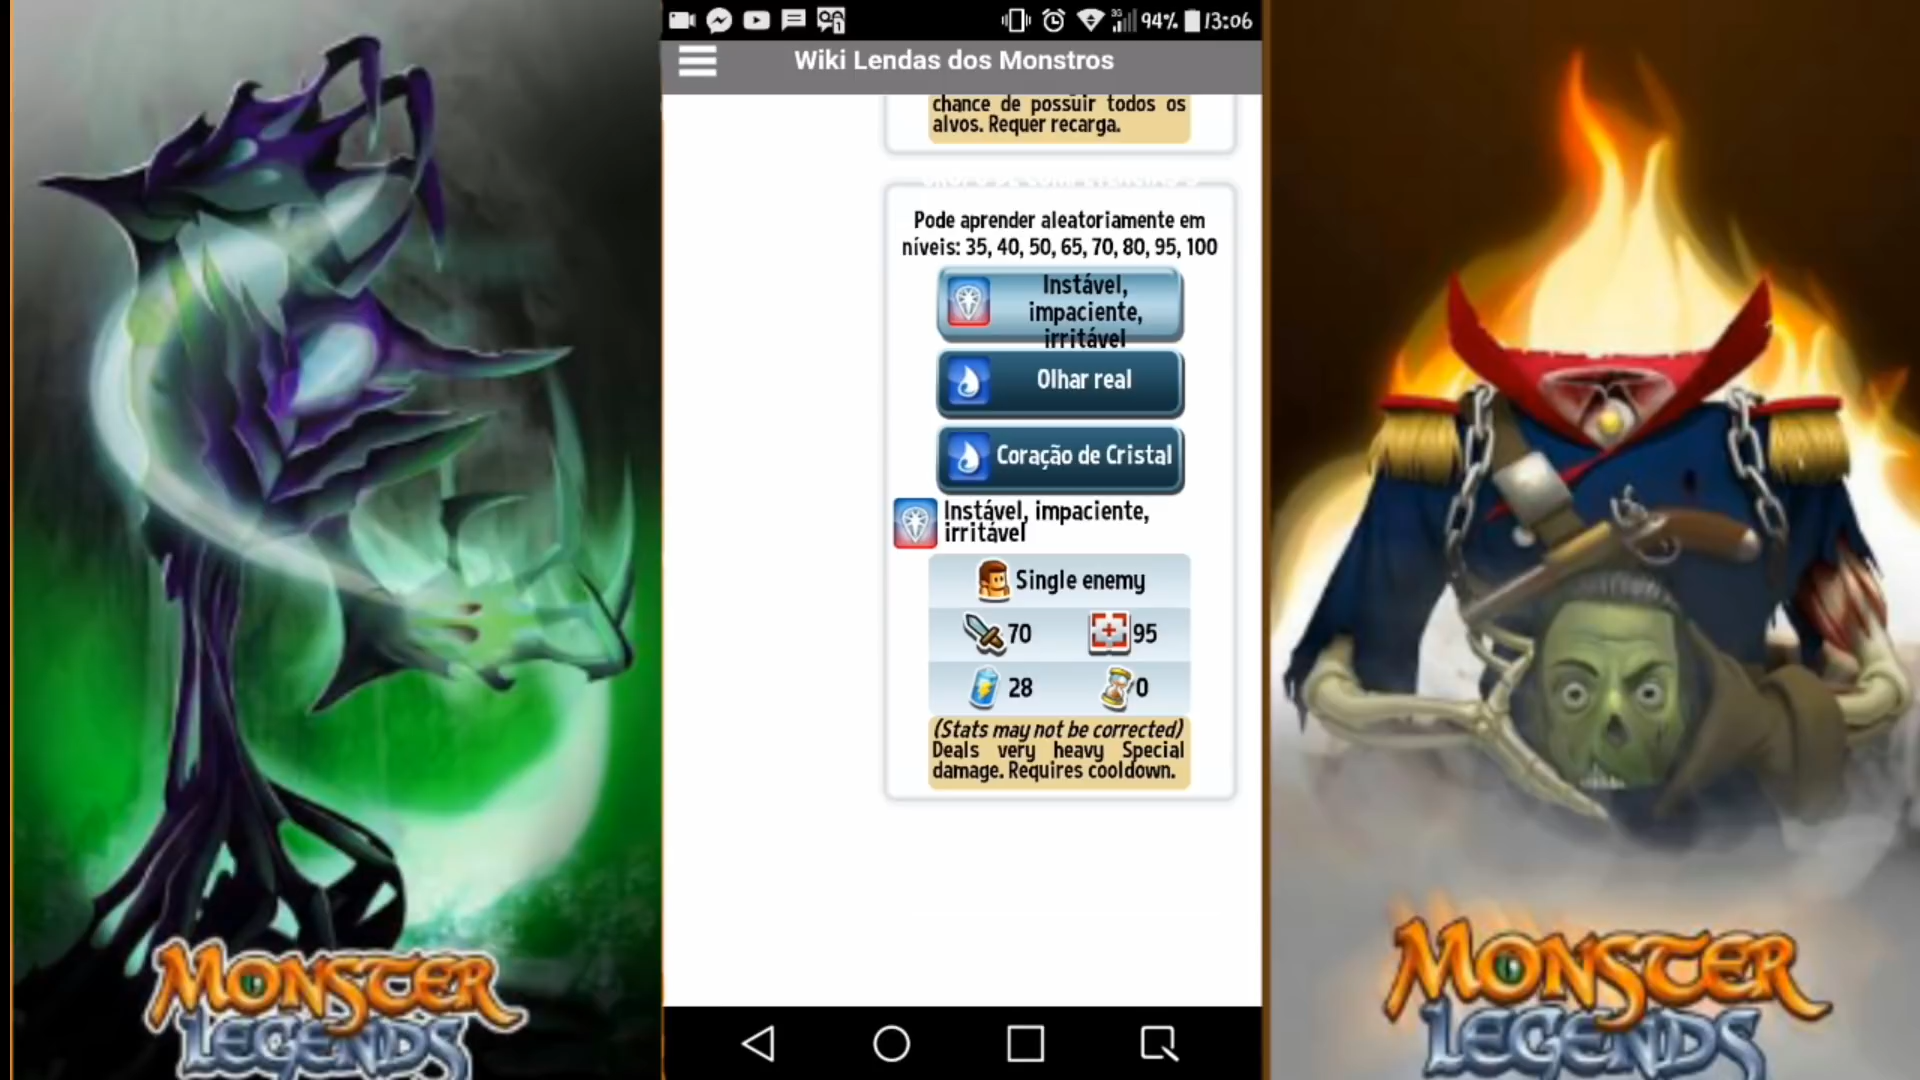 94% 13:06
Wiki Lendas dos Monstros
chance de possuir todos os
alvos. Requer recarga.
Pode aprender aleatoriamente em
níveis: 35, 40, 50, 65, 70, 80, 95, 100
Instável,
impaciente,
irritável
Olhar real
Coração de Cristal
Instável, impaciente,
irritável
Single enemy
70 95
28 0
(Stats may not be corrected)
Deals very heavy Special
damage. Requires cooldown.
MONSTER
LEGENDS
MONSTER
LEGENDS